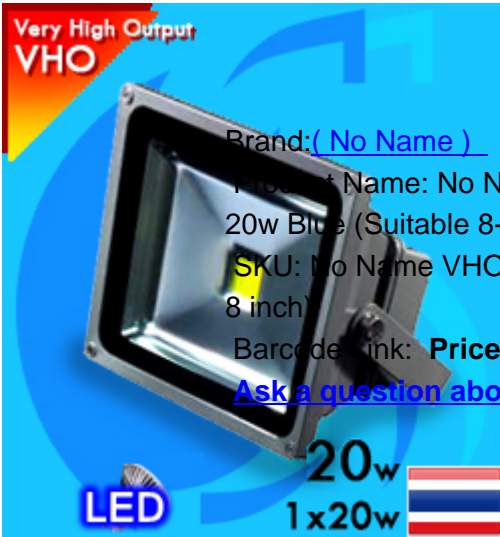 Very High Output
VHO
Brand:( No Name )
Product Name: No N
20w Blue (Suitable 8-
SKU: No Name VHO
8 inch)
Barcode Link: Price
Ask a question abo
20w
LED
1x20w